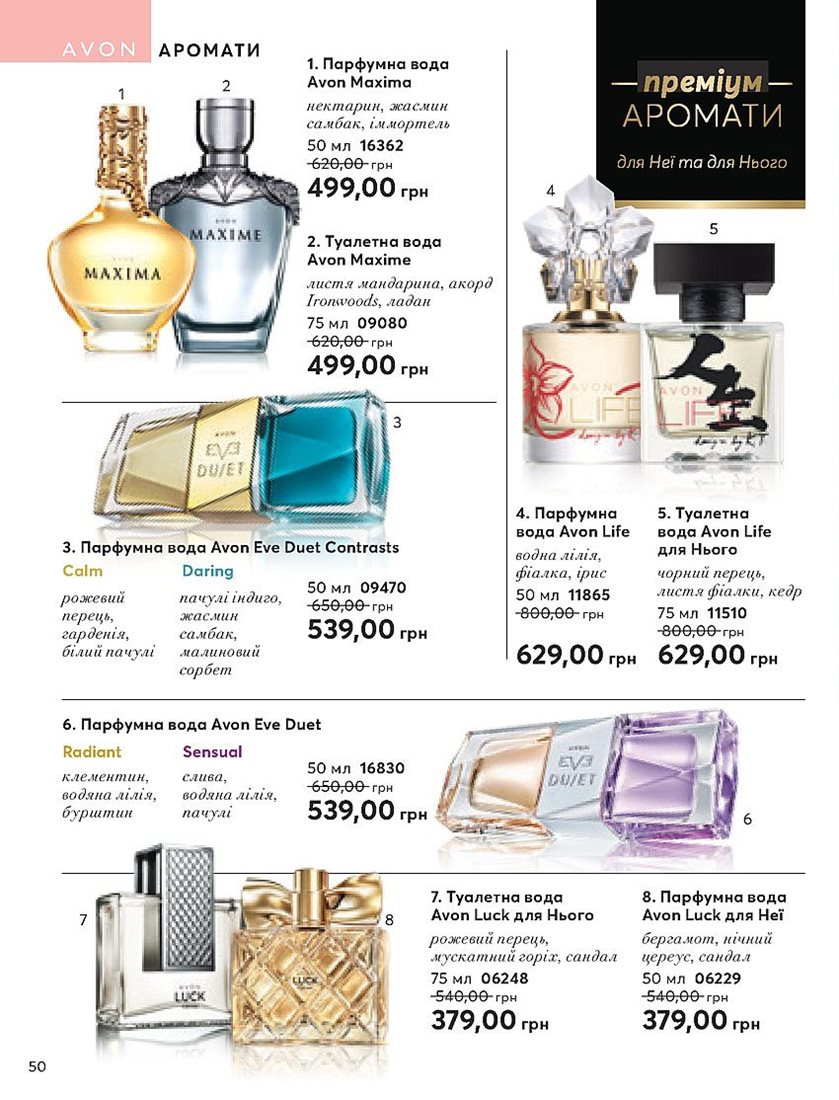 AVON АРОМАТИ
преміум
АРОМАТИ
для Неї та для Нього
1
2
MAXIMA
AVON
MAXIME
1. Парфумна вода
Avon Maxima
нектарин, жасмин
самбак, іммортель
50 мл 16362
620,00 грн
499,00 грн
2. Туалетна вода
Avon Maxime
листя мандарина, акорд
Ironwoods, ладан
75 мл 09080
620,00 грн
499,00 грн
4
5
AVON
LIFE
AVON
LIFE
人生
design by KT
4. Парфумна
вода Avon Life
водна лілія,
фіалка, ірис
50 мл 11865
800,00 грн
629,00 грн
5. Туалетна
вода Avon Life
для Нього
чорний перець,
листя фіалки, кедр
75 мл 11510
800,00 грн
629,00 грн
3
AVON
EVE
DUET
3. Парфумна вода Avon Eve Duet Contrasts
Calm
рожевий
перець,
гарденія,
білий пачулі
Daring
пачулі індиго,
жасмин
самбак,
малиновий
сорбет
50 мл 09470
650,00 грн
539,00 грн
6. Парфумна вода Avon Eve Duet
Radiant
клементин,
водяна лілія,
бурштин
Sensual
слива,
водяна лілія,
пачулі
50 мл 16830
650,00 грн
539,00 грн
AVON
EVE
DUET
6
7
8
AVON
LUCK
AVON
LUCK
7. Туалетна вода
Avon Luck для Нього
рожевий перець,
мускатний горіх, сандал
75 мл 06248
540,00 грн
379,00 грн
8. Парфумна вода
Avon Luck для Неї
бергамот, нічний
цереус, сандал
50 мл 06229
540,00 грн
379,00 грн
50